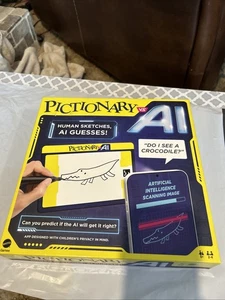 PICTIONARY VS. AI
HUMAN SKETCHES,
AI GUESSES!
PICTIONARY AI
"DO I SEE A
CROCODILE?"
ARTIFICIAL
INTELLIGENCE
SCANNING IMAGE
Can you predict if the AI will get it right?
APP DESIGNED WITH CHILDREN'S PRIVACY IN MIND.